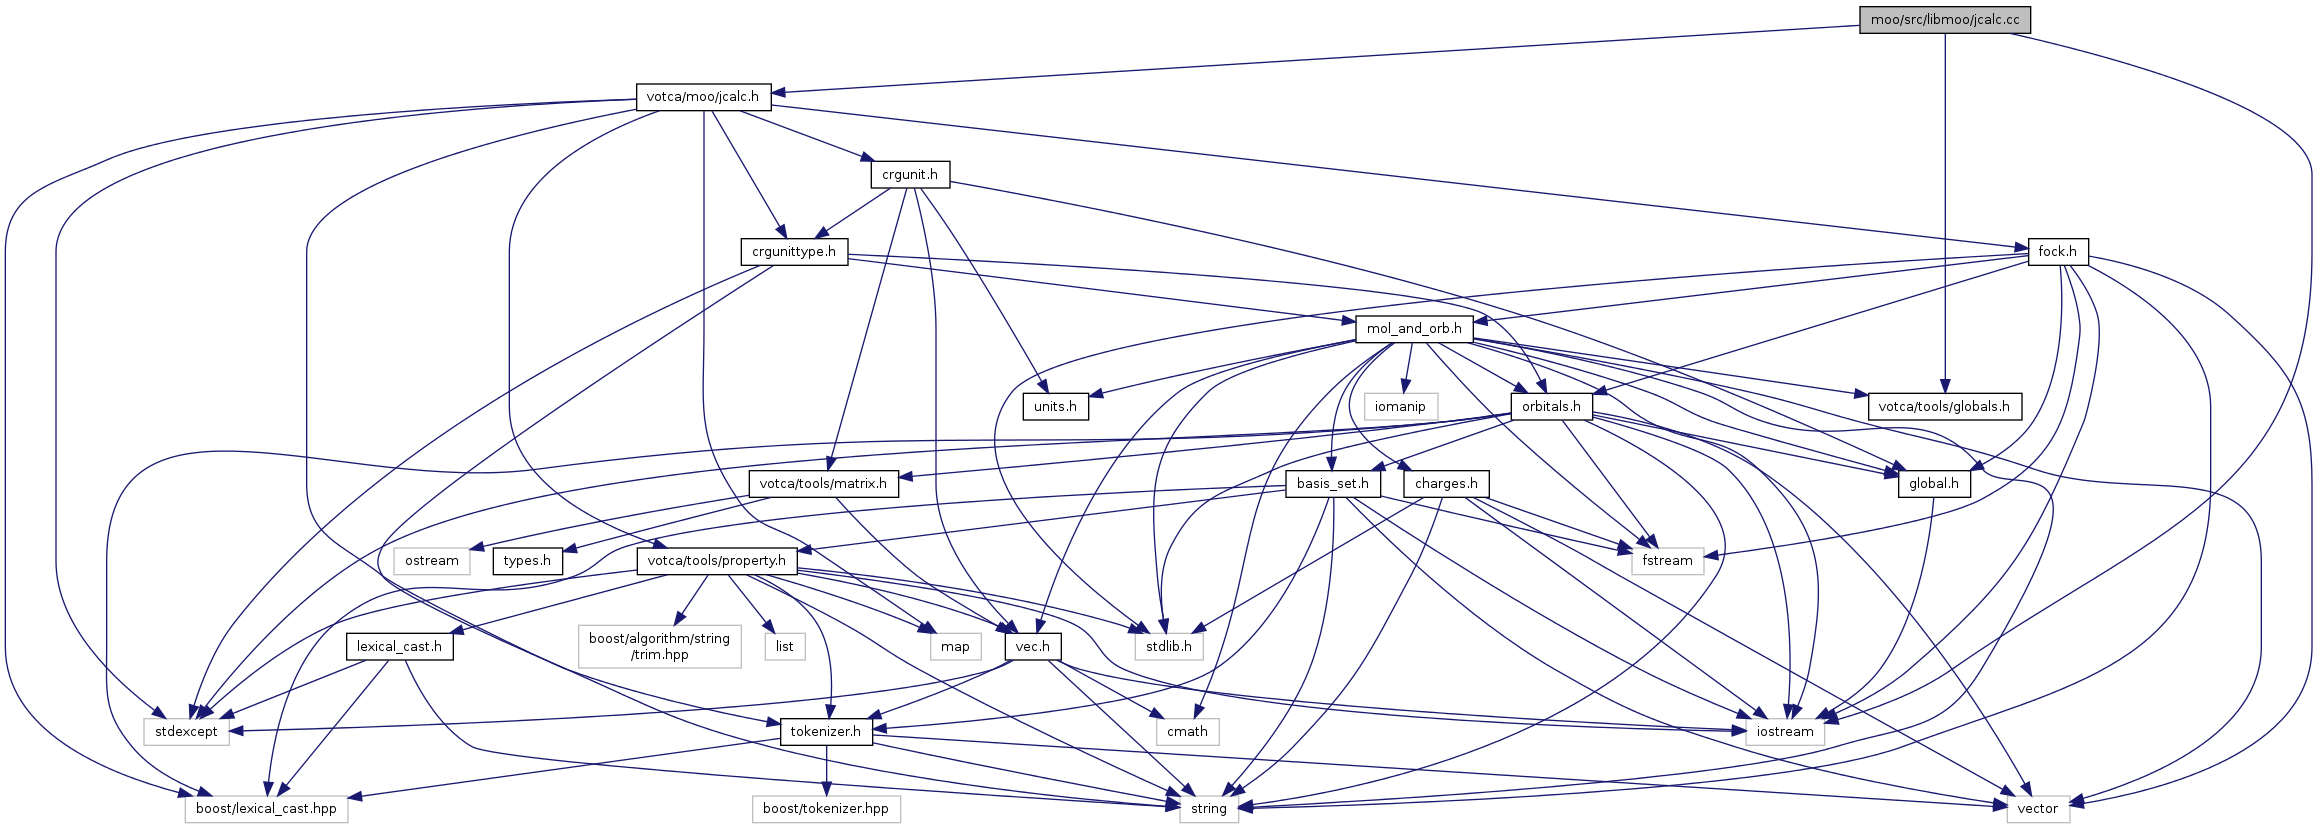 moo/src/libmoo/jcalc.cc
votca/moo/jcalc.h
crgunit.h
crgunittype.h
fock.h
mol_and_orb.h
units.h
iomanip
orbitals.h
votca/tools/globals.h
votca/tools/matrix.h
basis_set.h
charges.h
global.h
ostream
types.h
votca/tools/property.h
fstream
lexical_cast.h
boost/algorithm/string
/trim.hpp
list
map
vec.h
stdlib.h
stdexcept
tokenizer.h
cmath
iostream
boost/lexical_cast.hpp
boost/tokenizer.hpp
string
vector